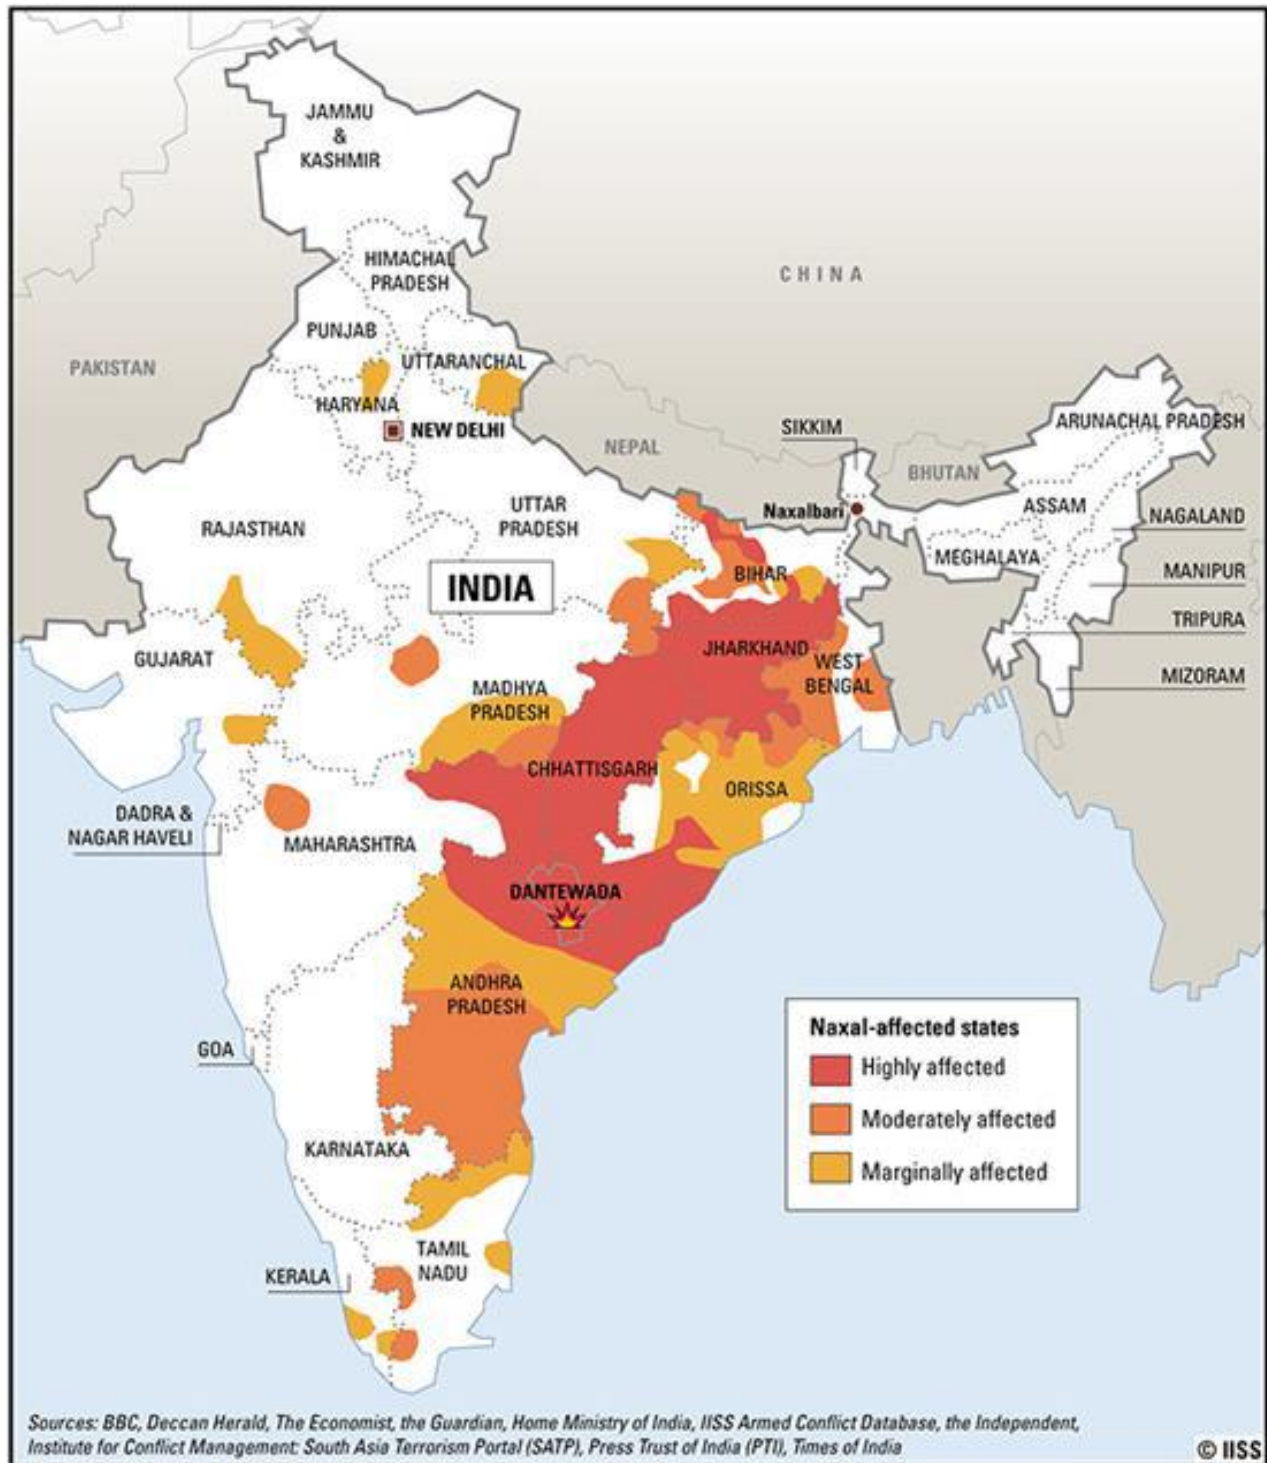 JAMMU
&
KASHMIR
HIMACHAL
PRADESH
CHINA
PUNJAB
UTTARANCHAL
PAKISTAN
HARYANA
NEW DELHI
SIKKIM
ARUNACHAL PRADESH
NEPAL
BHUTAN
UTTAR
PRADESH
Naxalbari
ASSAM
NAGALAND
RAJASTHAN
MEGHALAYA
MANIPUR
BIHAR
INDIA
TRIPURA
GUJARAT
JHARKHAND
WEST
BENGAL
MIZORAM
MADHYA
PRADESH
CHHATTISGARH
ORISSA
DADRA &
NAGAR HAVELI
MAHARASHTRA
DANTEWADA
ANDHRA
PRADESH
GOA
Naxal-affected states
Highly affected
Moderately affected
Marginally affected
KARNATAKA
TAMIL
NADU
KERALA
Sources: BBC, Deccan Herald, The Economist, the Guardian, Home Ministry of India, IISS Armed Conflict Database, the Independent,
Institute for Conflict Management: South Asia Terrorism Portal (SATP), Press Trust of India (PTI), Times of India
© IISS